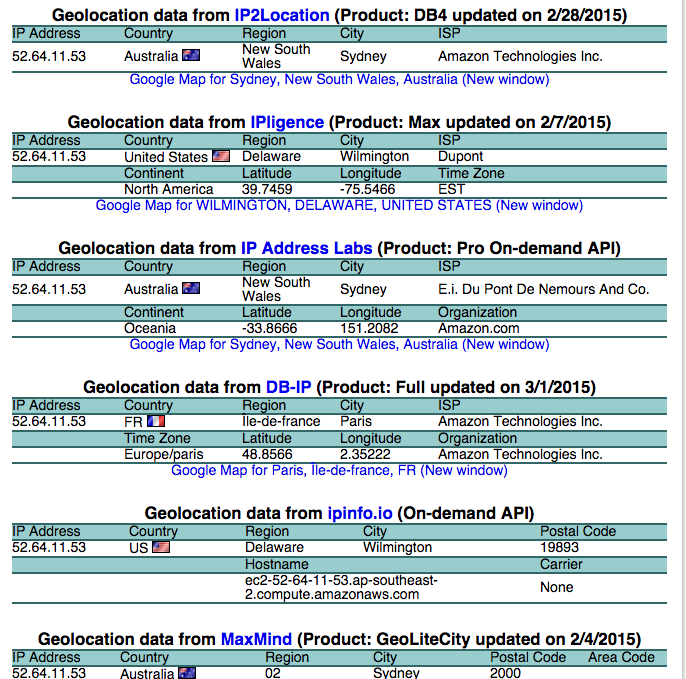 Geolocation data from IP2Location (Product: DB4 updated on 2/28/2015)
IP Address Country Region City ISP
52.64.11.53 Australia New South Wales Sydney Amazon Technologies Inc.
Google Map for Sydney, New South Wales, Australia (New window)
Geolocation data from IPligence (Product: Max updated on 2/7/2015)
IP Address Country Region City ISP
52.64.11.53 United States Delaware Wilmington Dupont
Continent Latitude Longitude Time Zone
North America 39.7459 -75.5466 EST
Google Map for WILMINGTON, DELAWARE, UNITED STATES (New window)
Geolocation data from IP Address Labs (Product: Pro On-demand API)
IP Address Country Region City ISP
52.64.11.53 Australia New South Wales Sydney E.i. Du Pont De Nemours And Co.
Continent Latitude Longitude Organization
Oceania -33.8666 151.2082 Amazon.com
Google Map for Sydney, New South Wales, Australia (New window)
Geolocation data from DB-IP (Product: Full updated on 3/1/2015)
IP Address Country Region City ISP
52.64.11.53 FR Ile-de-france Paris Amazon Technologies Inc.
Time Zone Latitude Longitude Organization
Europe/paris 48.8566 2.35222 Amazon Technologies Inc.
Google Map for Paris, Île-de-france, FR (New window)
Geolocation data from ipinfo.io (On-demand API)
IP Address Country Region City Postal Code
52.64.11.53 US Delaware Wilmington 19893
Hostname Carrier
ec2-52-64-11-53.ap-southeast-
2.compute.amazonaws.com None
Geolocation data from MaxMind (Product: GeoLiteCity updated on 2/4/2015)
IP Address Country Region City Postal Code Area Code
52.64.11.53 Australia 02 Sydney 2000